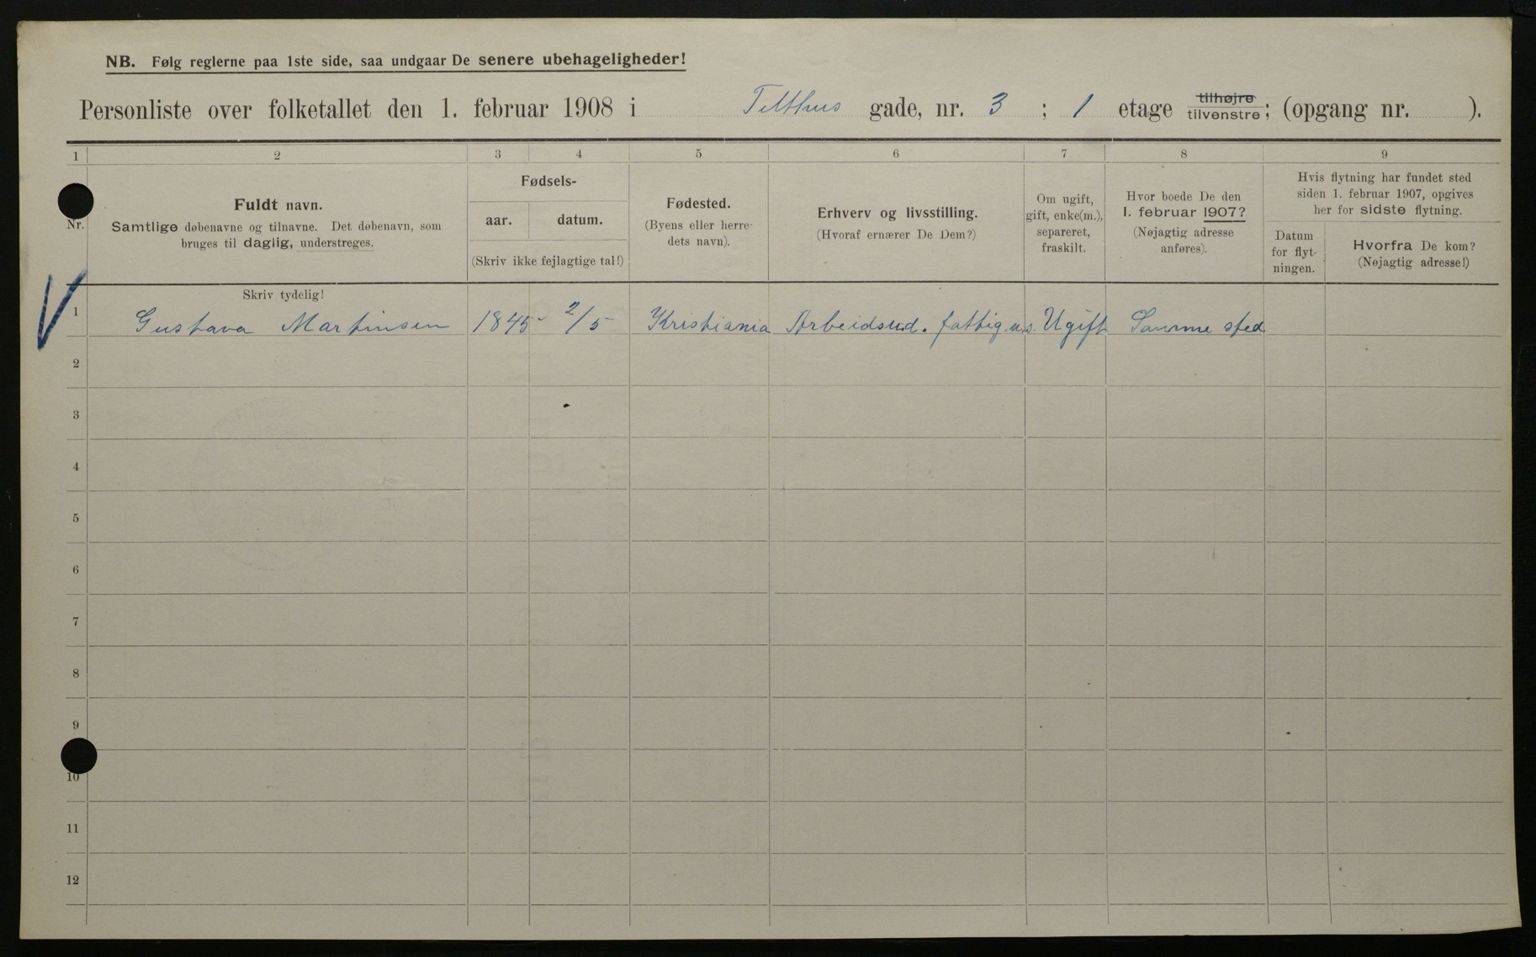 NB. Følg reglerne paa 1ste side, saa undgaar De senere ubehageligheder!
Personliste over folketallet den 1. februar 1908 i Telthus gade, nr. 3 ; 1 etage tilhøjre tilvenstre; (opgang nr. ).
1 2 3 4 5 6 7 8 9
Nr.
Fuldt navn.
Samtlige døbenavne og tilnavne. Det døbenavn, som
bruges til daglig, understreges.
Fødsels-
aar. datum.
(Skriv ikke fejlagtige tal!)
Fødested.
(Byens eller herre-
dets navn).
Erhverv og livsstilling.
(Hvoraf ernærer De Dem?)
Om ugift,
gift, enke(m.),
separeret,
fraskilt.
Hvor boede De den
1. februar 1907?
(Nøjagtig adresse
anføres).
Hvis flytning har fundet sted
siden 1. februar 1907, opgives
her for sidste flytning.
Datum
for flyt-
ningen.
Hvorfra De kom?
(Nøjagtig adresse!)
Skriv tydelig!
1 Gustava Martinsen 1845 2/5 Kristiania Arbeidsud. fattig Ugift Samme sted
2
3
4
5
6
7
8
9
10
11
12